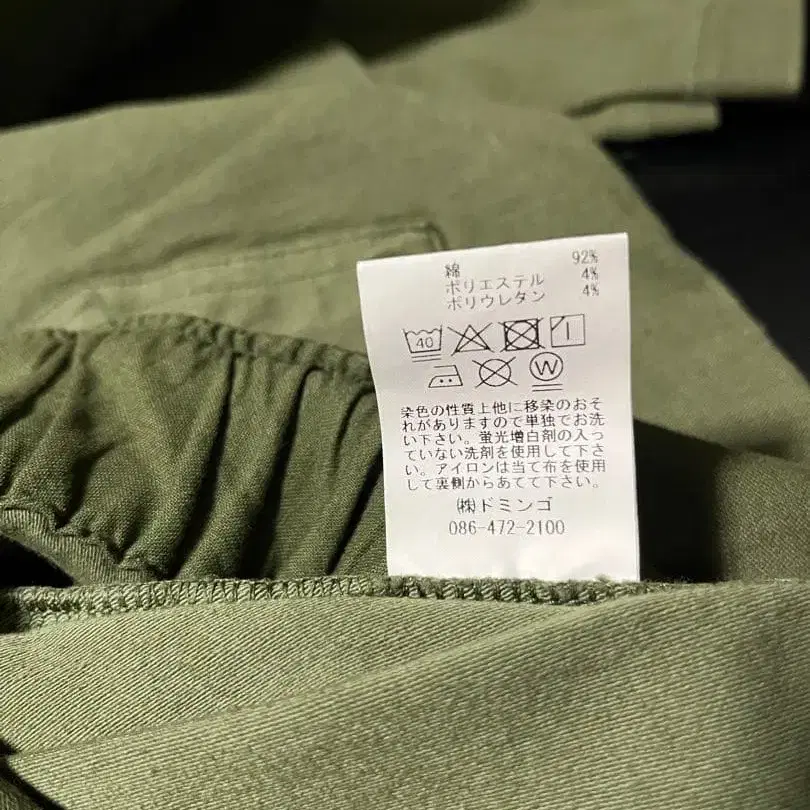 綿 92%
ポリエステル 4%
ポリウレタン 4%
40
W
染色の性質上他に移染のおそ
れがありますので単独でお洗
い下さい。蛍光増白剤の入っ
ていない洗剤を使用して下さ
い。アイロンは当て布を使用
して裏側からあてて下さい。
㈱ドミンゴ
086-472-2100